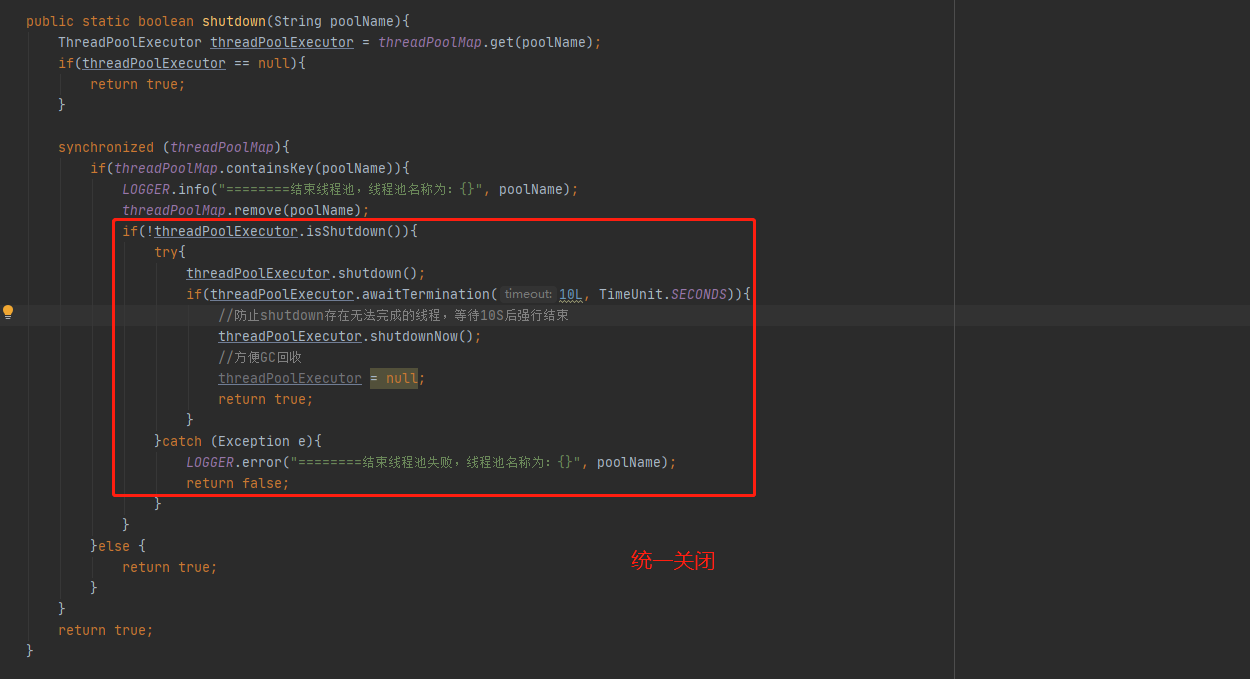 public static boolean shutdown(String poolName){
ThreadPoolExecutor threadPoolExecutor = threadPoolMap.get(poolName);
if(threadPoolExecutor == null){
return true;
}
synchronized (threadPoolMap){
if(threadPoolMap.containsKey(poolName)){
LOGGER.info("========结束线程池，线程池名称为：{}", poolName);
threadPoolMap.remove(poolName);
if(!threadPoolExecutor.isShutdown()){
try{
threadPoolExecutor.shutdown();
if(threadPoolExecutor.awaitTermination( timeout: 10L, TimeUnit.SECONDS)){
//防止shutdown存在无法完成的线程，等待10S后强行结束
threadPoolExecutor.shutdownNow();
//方便GC回收
threadPoolExecutor = null;
return true;
}
}catch (Exception e){
LOGGER.error("========结束线程池失败，线程池名称为：{}", poolName);
return false;
}
}
}else {
return true;
}
}
return true;
}
统一关闭